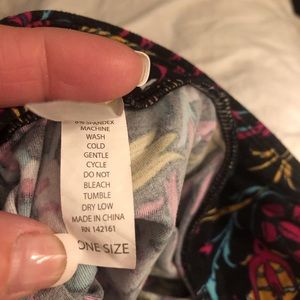 8% SPANDEX
MACHINE
WASH
COLD
GENTLE
CYCLE
DO NOT
BLEACH
TUMBLE
DRY LOW
MADE IN CHINA
RN 142161
ONE SIZE